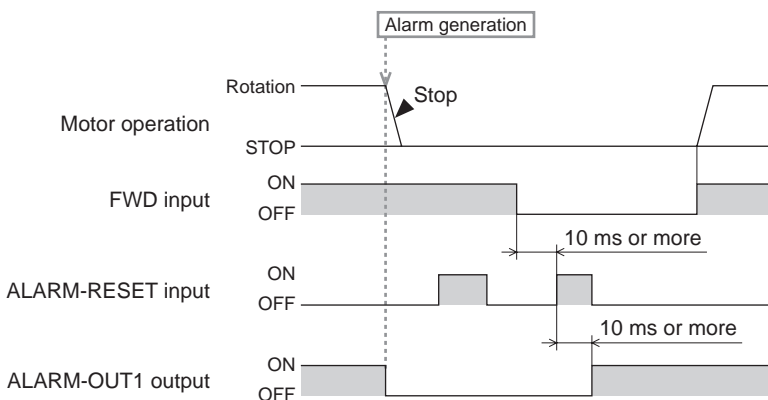 Alarm generation
Rotation
Stop
Motor operation
STOP
ON
FWD input
OFF
10 ms or more
ON
ALARM-RESET input
OFF
10 ms or more
ON
ALARM-OUT1 output
OFF